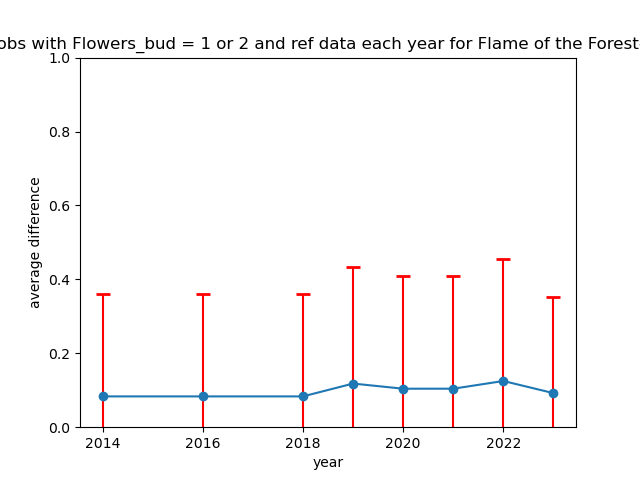 obs with Flowers_bud = 1 or 2 and ref data each year for Flame of the Forest
1.0
0.8
0.6
0.4
0.2
0.0
average difference
2014 2016 2018 2020 2022
year